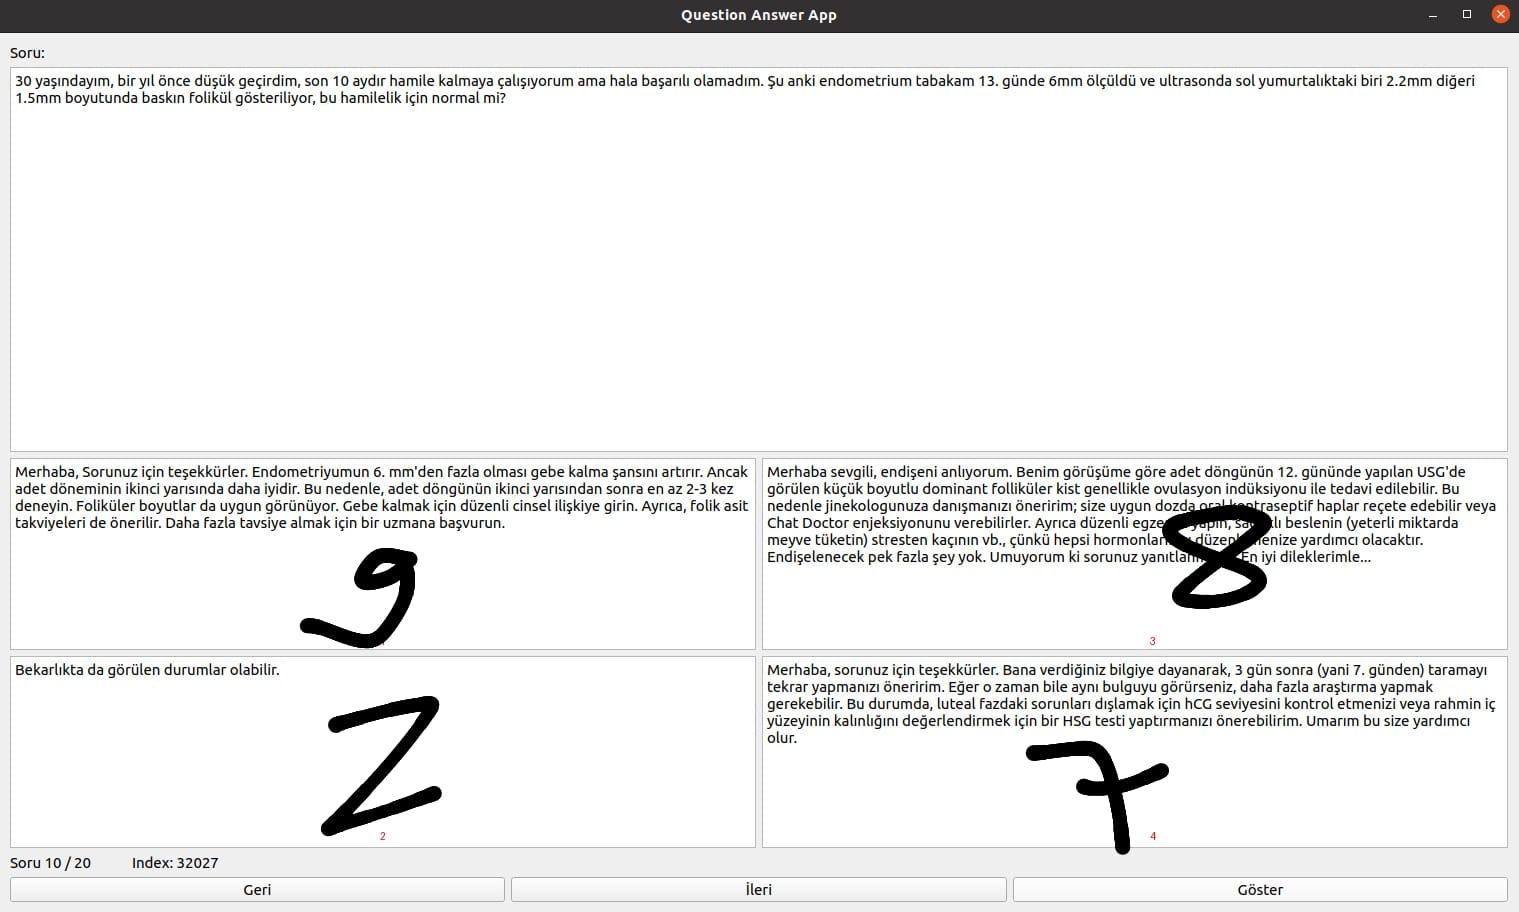 Question Answer App
Soru:
30 yaşındayım, bir yıl önce düşük geçirdim, son 10 aydır hamile kalmaya çalışıyorum ama hala başarılı olamadım. Şu anki endometrium tabakam 13. günde 6mm ölçüldü ve ultrasonda sol yumurtalıktaki biri 2.2mm diğeri
1.5mm boyutunda baskın folikül gösteriliyor, bu hamilelik için normal mi?
Merhaba, Sorunuz için teşekkürler. Endometriyumun 6. mm'den fazla olması gebe kalma şansını artırır. Ancak
adet döneminin ikinci yarısında daha iyidir. Bu nedenle, adet döngünün ikinci yarısından sonra en az 2-3 kez
deneyin. Foliküler boyutlar da uygun görünüyor. Gebe kalmak için düzenli cinsel ilişkiye girin. Ayrıca, folik asit
takviyeleri de önerilir. Daha fazla tavsiye almak için bir uzmana başvurun.
9
Merhaba sevgili, endişeni anlıyorum. Benim görüşüme göre adet döngünün 12. gününde yapılan USG'de
görülen küçük boyutlu dominant folliküler kist genellikle ovulasyon indüksiyonu ile tedavi edilebilir. Bu
nedenle jinekologunuza danışmanızı öneririm; size uygun dozda oral kontraseptif haplar reçete edebilir veya
Chat Doctor enjeksiyonunu verebilirler. Ayrıca düzenli yapın, beslenin (yeterli miktarda
meyve tüketin) stresten kaçının vb., çünkü hepsi yardımcı olacaktır.
Endişelenecek pek fazla şey yok. Umuyorum ki sorunuz En iyi dileklerimle...
8
3
Bekarlıkta da görülen durumlar olabilir.
2
2
Merhaba, sorunuz için teşekkürler. Bana verdiğiniz bilgiye dayanarak, 3 gün sonra (yani 7. günden) taramayı
tekrar yapmanızı öneririm. Eğer o zaman bile aynı bulguyu görürseniz, daha fazla araştırma yapmak
gerekebilir. Bu durumda, luteal fazdaki sorunları dışlamak için hCG seviyesini kontrol etmenizi veya rahmin iç
yüzeyinin kalınlığını değerlendirmek için bir HSG testi yaptırmanızı önerebilirim. Umarım bu size yardımcı
olur.
7
4
Soru 10 / 20 Index: 32027
Geri İleri Göster